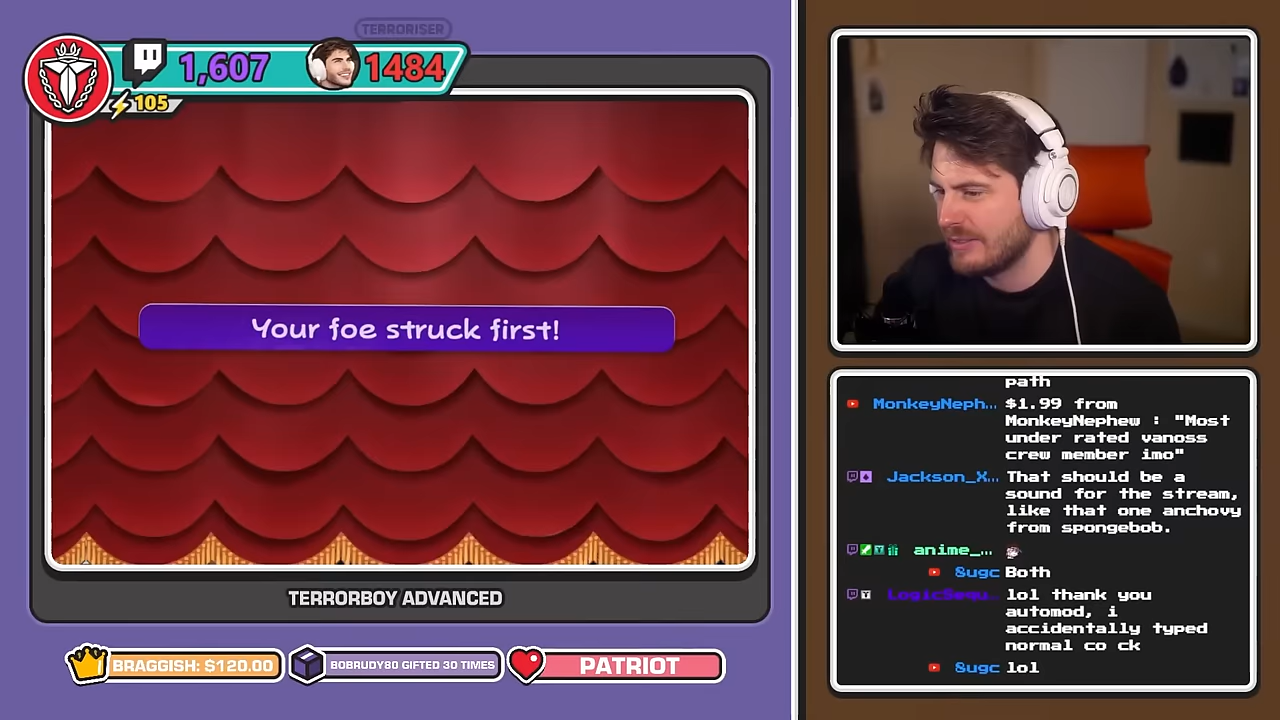 TERRORISER
1,607
1484
105
Your foe struck first!
TERRORBOY ADVANCED
BRAGGISH: $120.00
BOBRUDY80 GIFTED 30 TIMES
PATRIOT
path
MonkeyNeph... $1.99 from
MonkeyNephew : "Most
under rated vanoss
crew member imo"
Jackson_X... That should be a
sound for the stream,
like that one anchovy
from spongebob.
anime_...
8ugc Both
LogicSequ... lol thank you
automod, i
accidentally typed
normal co ck
8ugc lol